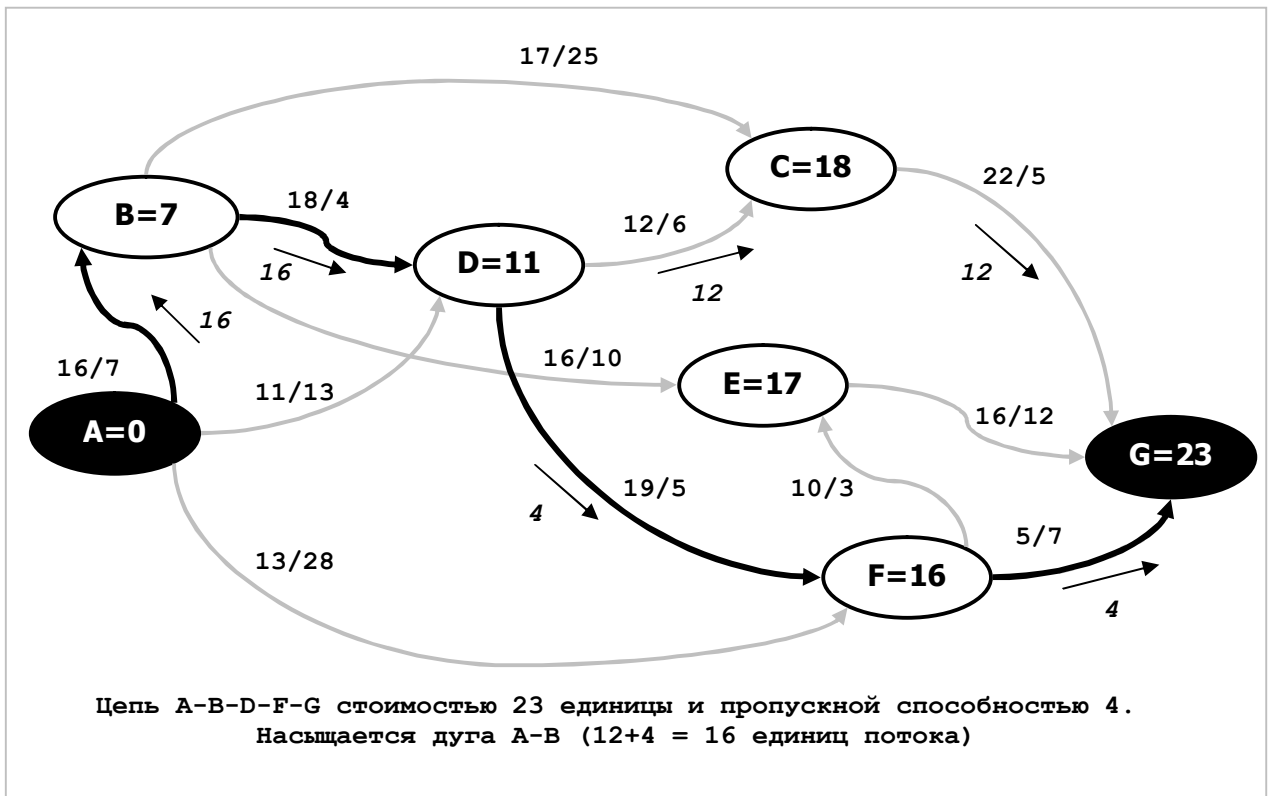 17/25
C=18
22/5
18/4
B=7
12/6
D=11
16
12
12
16
16/10
16/7
E=17
11/13
16/12
A=0
G=23
19/5
10/3
4
5/7
13/28
F=16
4
Цепь A-B-D-F-G стоимостью 23 единицы и пропускной способностью 4.
Насыщается дуга A-B (12+4 = 16 единиц потока)